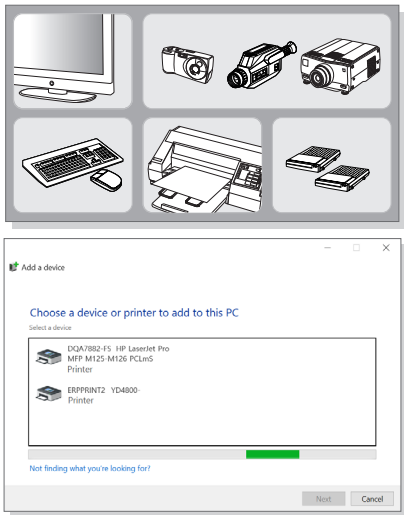 Add a device
Choose a device or printer to add to this PC
Select a device
DQA7882-F5 HP LaserJet Pro
MFP M125-M126 PCLmS
Printer
ERPPRINT2 YD4800-
Printer
Not finding what you're looking for?
Next Cancel